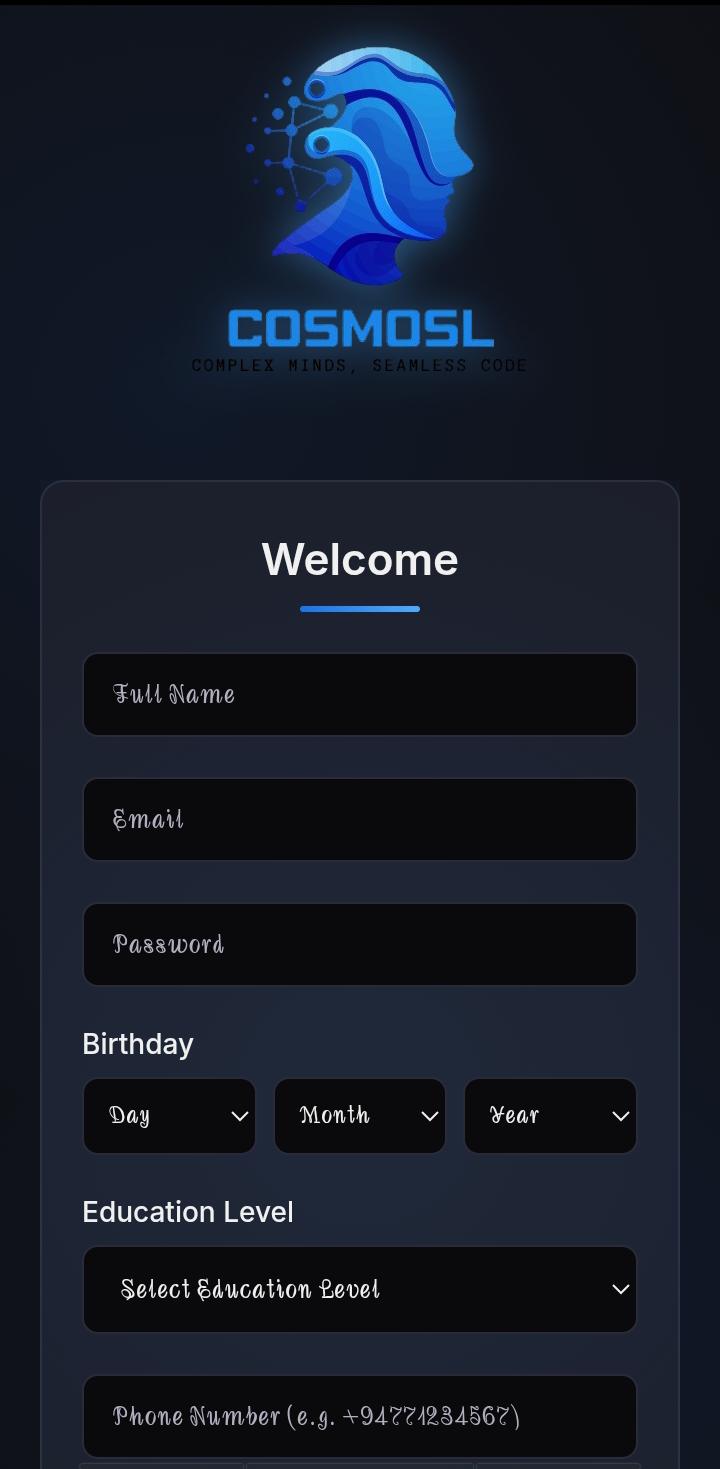 COSMOSL
COMPLEX MINDS, SEAMLESS CODE
Welcome
Full Name
Email
Password
Birthday
Day Month Year
Education Level
Select Education Level
Phone Number (e.g. +94771234567)